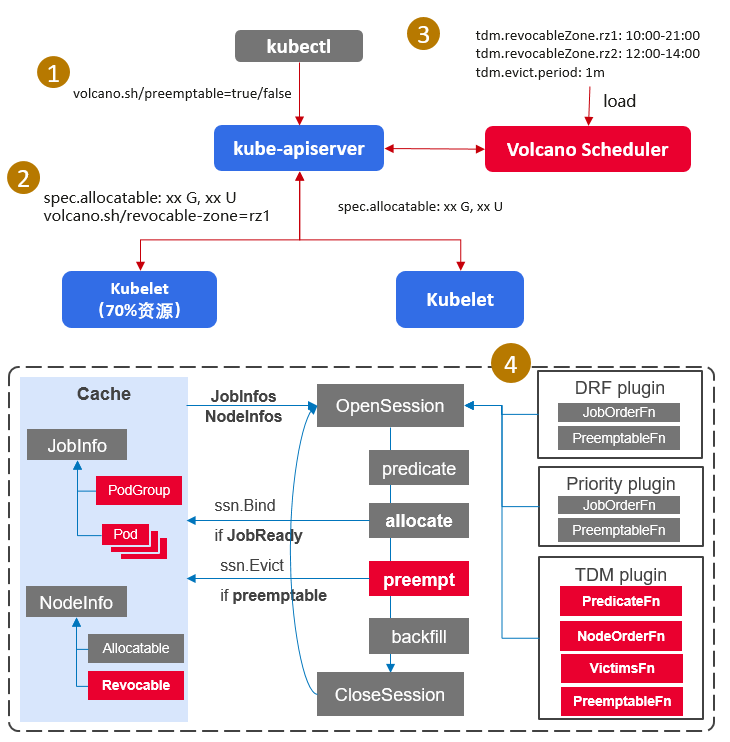 3
tdm.revocableZone.rz1: 10:00-21:00
tdm.revocableZone.rz2: 12:00-14:00
tdm.evict.period: 1m
kubectl
1
volcano.sh/preemptable=true/false
load
kube-apiserver
Volcano Scheduler
2
spec.allocatable: xx G, xx U
volcano.sh/revocable-zone=rz1
spec.allocatable: xx G, xx U
Kubelet
(70%资源)
Kubelet
4
Cache
JobInfos
NodeInfos
OpenSession
DRF plugin
JobOrderFn
PreemptableFn
JobInfo
PodGroup
Pod
predicate
ssn.Bind
allocate
if JobReady
Priority plugin
JobOrderFn
PreemptableFn
ssn.Evict
preempt
if preemptable
NodeInfo
Allocatable
Revocable
backfill
CloseSession
TDM plugin
PredicateFn
NodeOrderFn
VictimsFn
PreemptableFn